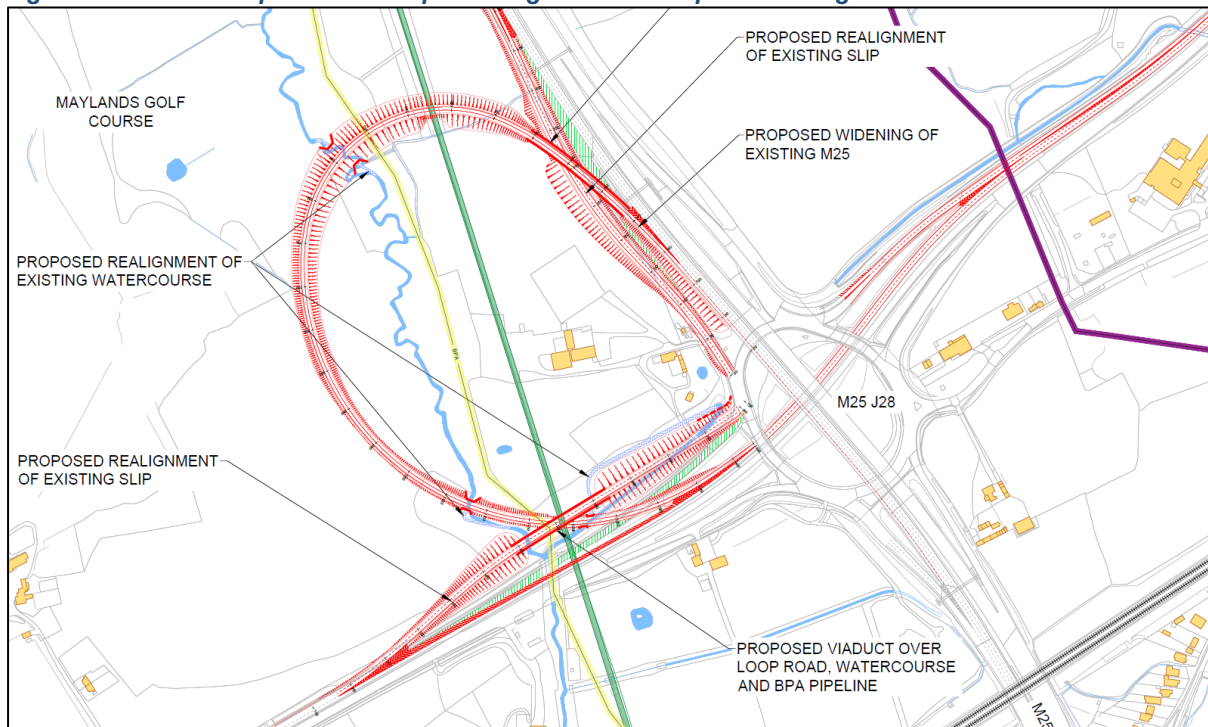 MAYLANDS GOLF
COURSE
PROPOSED REALIGNMENT
OF EXISTING SLIP
PROPOSED WIDENING OF
EXISTING M25
PROPOSED REALIGNMENT OF
EXISTING WATERCOURSE
BPA
M25 J28
PROPOSED REALIGNMENT
OF EXISTING SLIP
PROPOSED VIADUCT OVER
LOOP ROAD, WATERCOURSE
AND BPA PIPELINE
M25